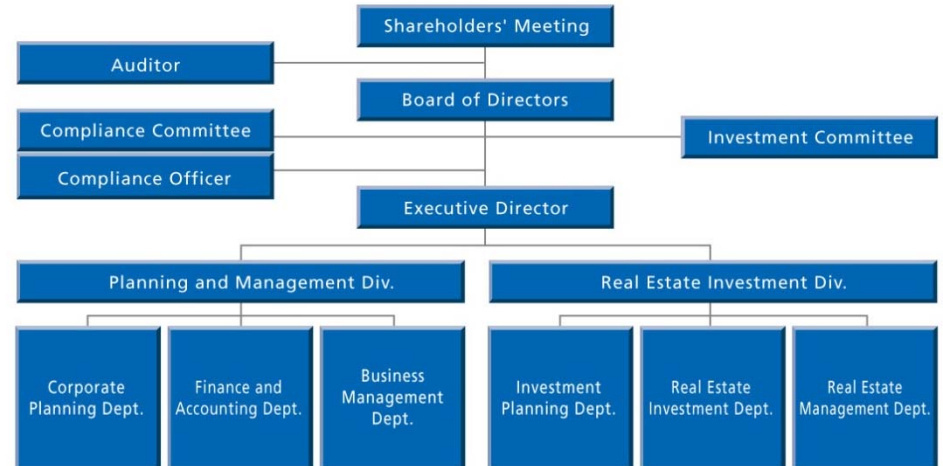 Shareholders' Meeting
Auditor
Board of Directors
Compliance Committee
Investment Committee
Compliance Officer
Executive Director
Planning and Management Div.
Real Estate Investment Div.
Corporate
Planning Dept.
Finance and
Accounting Dept.
Business
Management
Dept.
Investment
Planning Dept.
Real Estate
Investment Dept.
Real Estate
Management Dept.